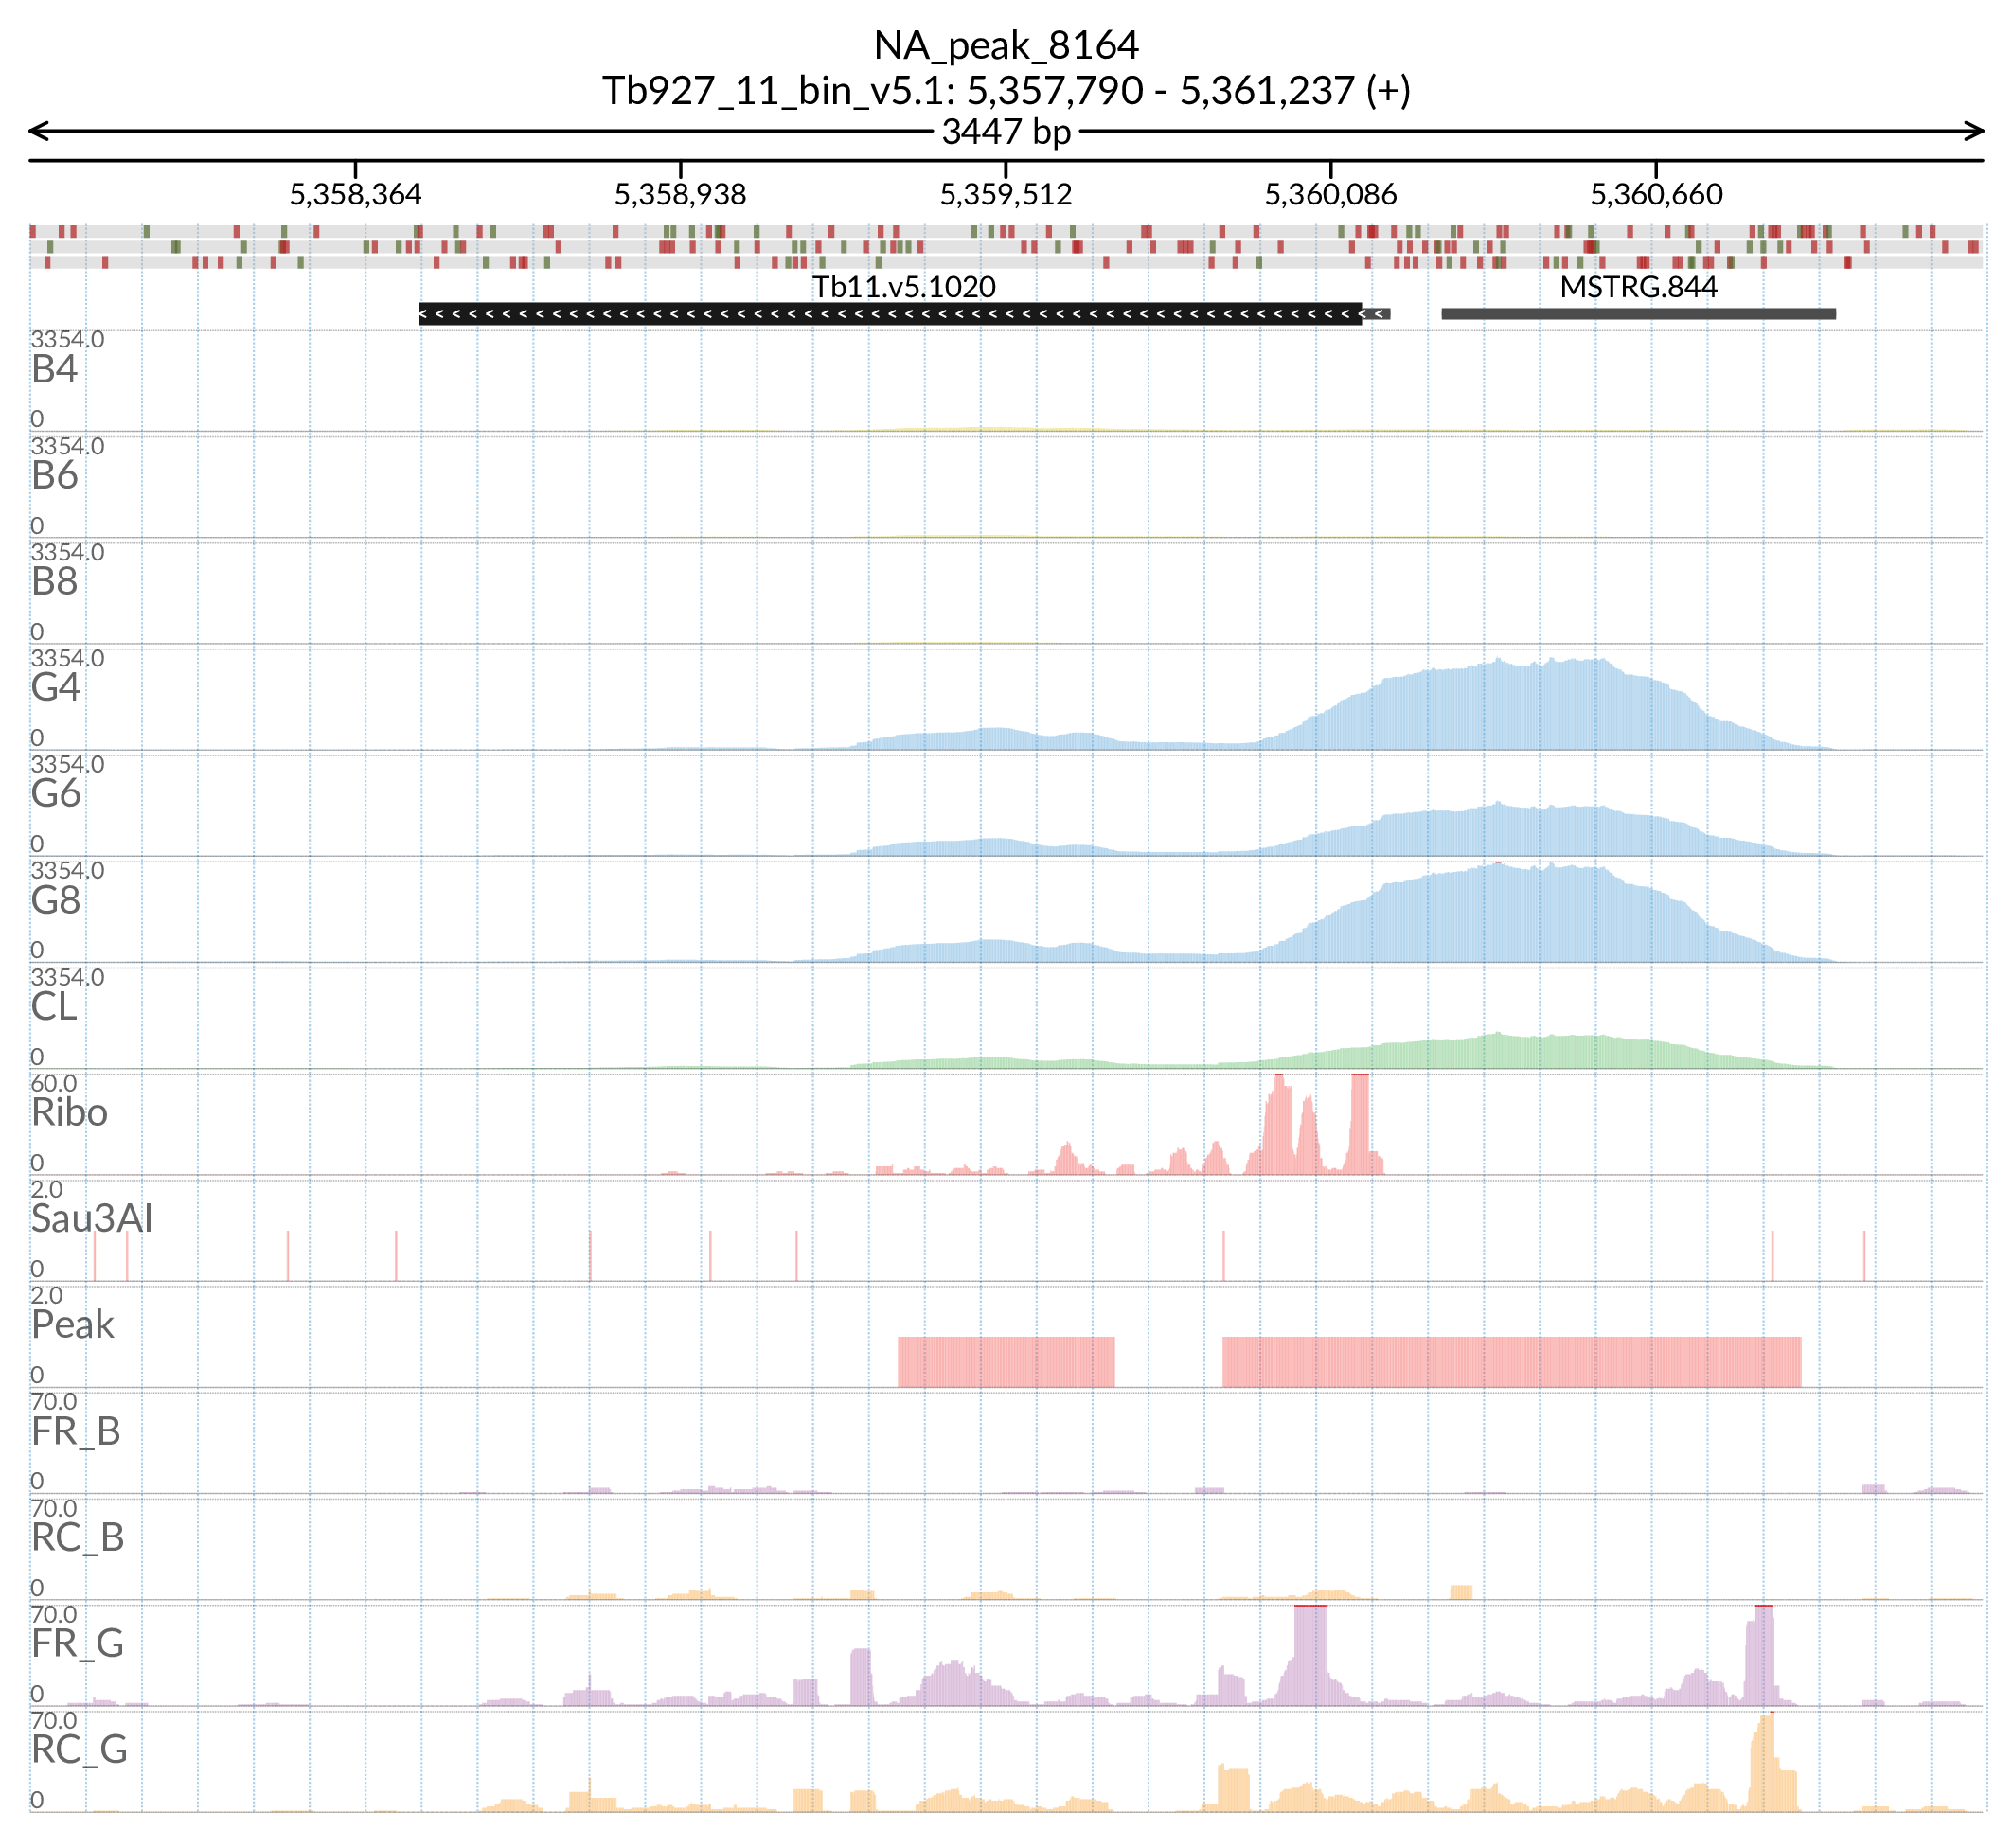 NA_peak_8164
Tb927_11_bin_v5.1: 5,357,790 - 5,361,237 (+)
3447 bp
5,358,364 5,358,938 5,359,512 5,360,086 5,360,660
Tb11.v5.1020 MSTRG.844
3354.0
B4
0
3354.0
B6
0
3354.0
B8
0
3354.0
G4
0
3354.0
G6
0
3354.0
G8
0
3354.0
CL
0
60.0
Ribo
0
2.0
Sau3AI
0
2.0
Peak
0
70.0
FR_B
0
70.0
RC_B
0
70.0
FR_G
0
70.0
RC_G
0